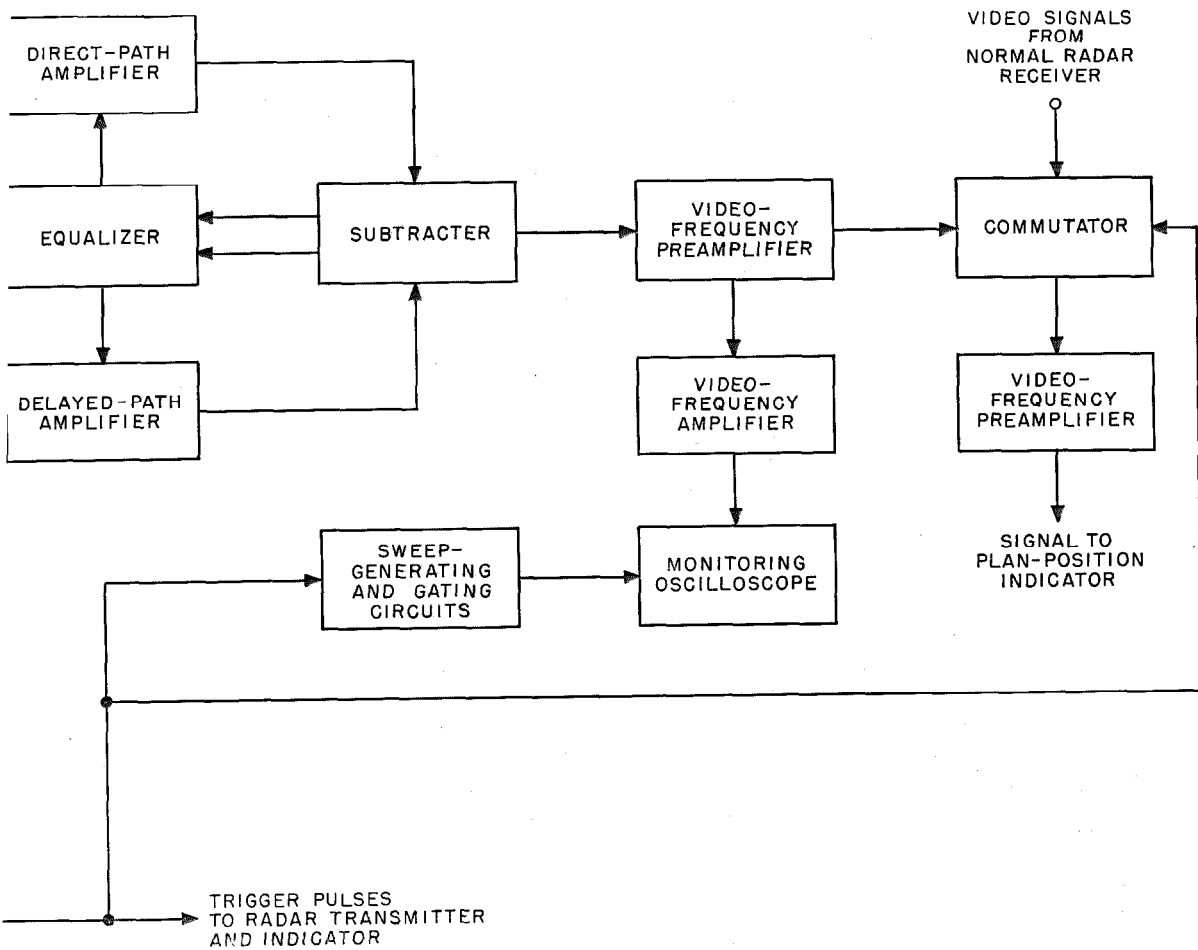 DIRECT-PATH
AMPLIFIER
EQUALIZER
DELAYED-PATH
AMPLIFIER
SUBTRACTER
VIDEO-
FREQUENCY
PREAMPLIFIER
VIDEO-
FREQUENCY
AMPLIFIER
SWEEP-
GENERATING
AND GATING
CIRCUITS
MONITORING
OSCILLOSCOPE
VIDEO SIGNALS
FROM
NORMAL RADAR
RECEIVER
COMMUTATOR
VIDEO-
FREQUENCY
PREAMPLIFIER
SIGNAL TO
PLAN-POSITION
INDICATOR
TRIGGER PULSES
TO RADAR TRANSMITTER
AND INDICATOR